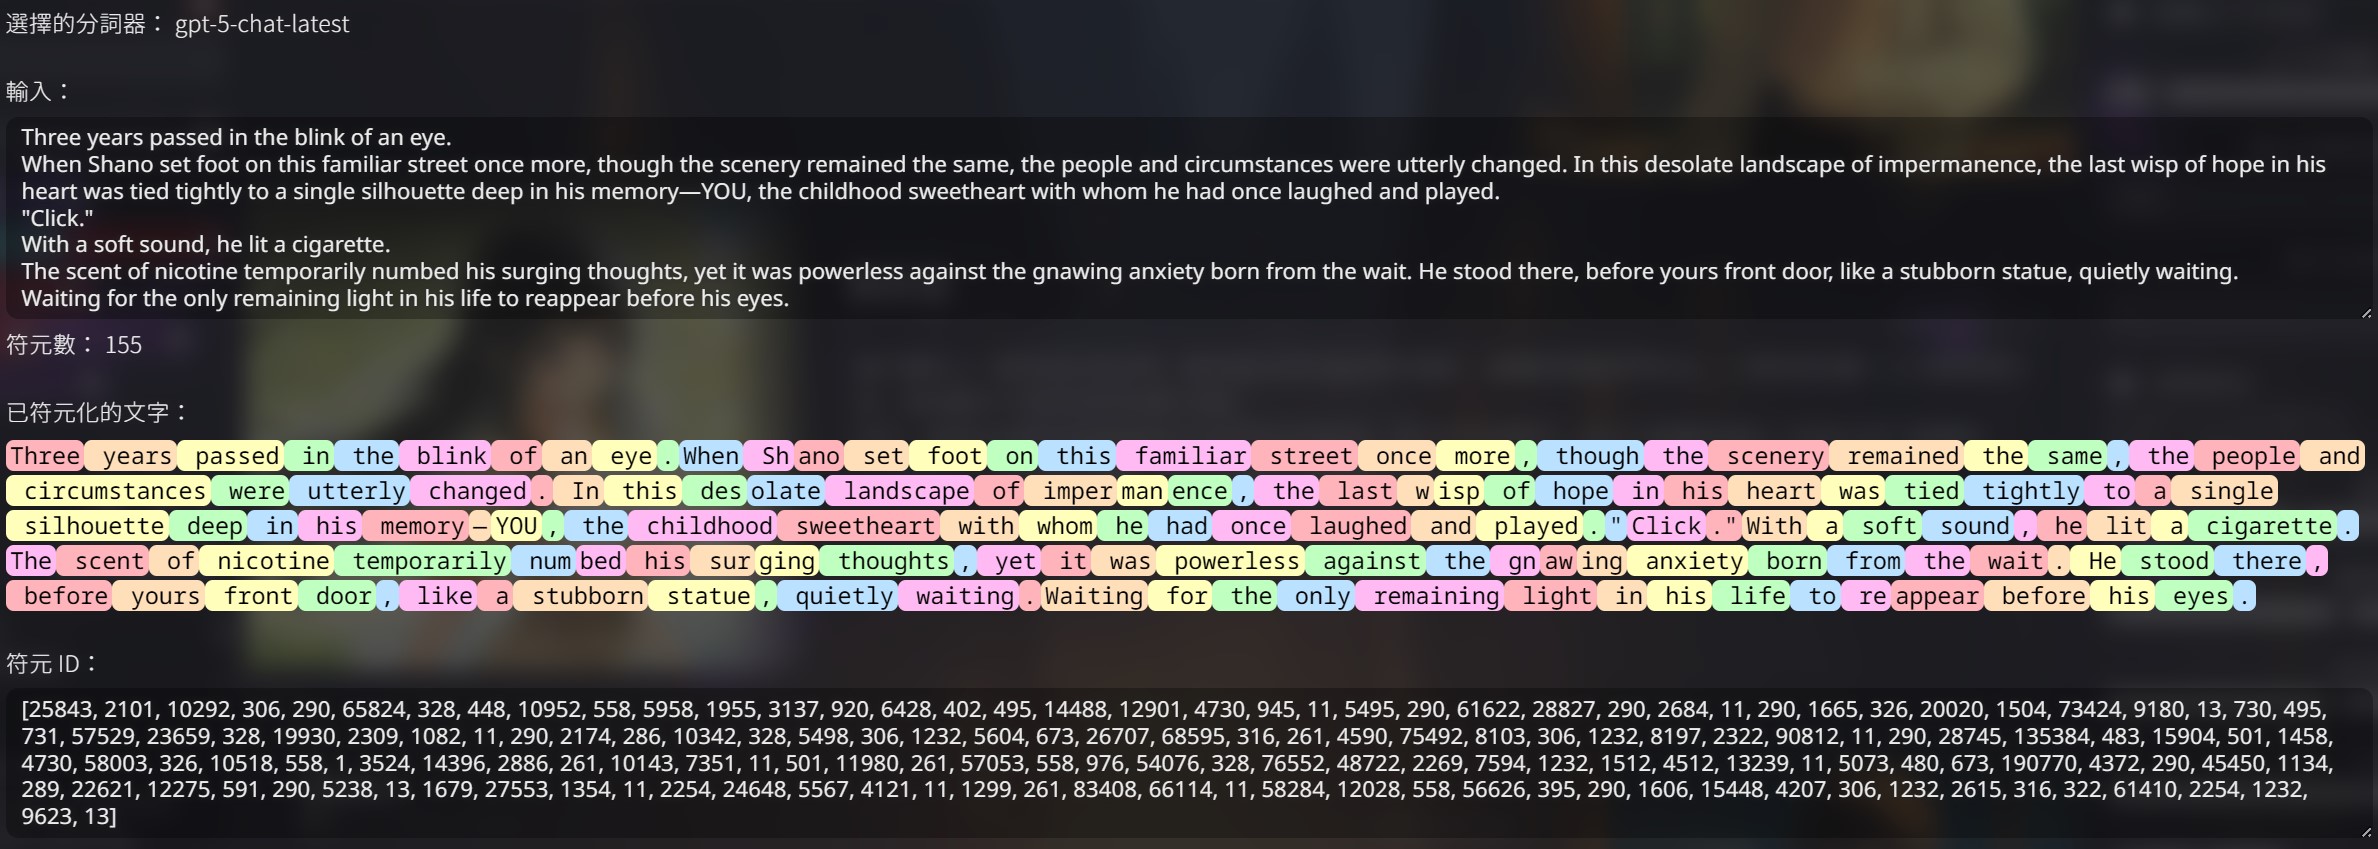 選擇的分詞器： gpt-5-chat-latest
輸入：
Three years passed in the blink of an eye.
When Shano set foot on this familiar street once more, though the scenery remained the same, the people and circumstances were utterly changed. In this desolate landscape of impermanence, the last wisp of hope in his
heart was tied tightly to a single silhouette deep in his memory—YOU, the childhood sweetheart with whom he had once laughed and played.
"Click."
With a soft sound, he lit a cigarette.
The scent of nicotine temporarily numbed his surging thoughts, yet it was powerless against the gnawing anxiety born from the wait. He stood there, before yours front door, like a stubborn statue, quietly waiting.
Waiting for the only remaining light in his life to reappear before his eyes.
符元數： 155
已符元化的文字：
Three years passed in the blink of an eye.When Shano set foot on this familiar street once more, though the scenery remained the same, the people and
circumstances were utterly changed. In this desolate landscape of impermanence, the last wisp of hope in his heart was tied tightly to a single
silhouette deep in his memory—YOU, the childhood sweetheart with whom he had once laughed and played."Click."With a soft sound, he lit a cigarette.
The scent of nicotine temporarily numbed his surging thoughts, yet it was powerless against the gnawing anxiety born from the wait. He stood there,
before yours front door, like a stubborn statue, quietly waiting.Waiting for the only remaining light in his life to reappear before his eyes.
符元 ID：
[25843, 2101, 10292, 306, 290, 65824, 328, 448, 10952, 558, 5958, 1955, 3137, 920, 6428, 402, 495, 14488, 12901, 4730, 945, 11, 5495, 290, 61622, 28827, 290, 2684, 11, 290, 1665, 326, 20020, 1504, 73424, 9180, 13, 730, 495,
731, 57529, 23659, 328, 19930, 2309, 1082, 11, 290, 2174, 286, 10342, 328, 5498, 306, 1232, 5604, 673, 26707, 68595, 316, 261, 4590, 75492, 8103, 306, 1232, 8197, 2322, 90812, 11, 290, 28745, 135384, 483, 15904, 501, 1458,
4730, 58003, 326, 10518, 558, 1, 3524, 14396, 2886, 261, 10143, 7351, 11, 501, 11980, 261, 57053, 558, 976, 54076, 328, 76552, 48722, 2269, 7594, 1232, 1512, 4512, 13239, 11, 5073, 480, 673, 190770, 4372, 290, 45450, 1134,
289, 22621, 12275, 591, 290, 5238, 13, 1679, 27553, 1354, 11, 2254, 24648, 5567, 4121, 11, 1299, 261, 83408, 66114, 11, 58284, 12028, 558, 56626, 395, 290, 1606, 15448, 4207, 306, 1232, 2615, 316, 322, 61410, 2254, 1232,
9623, 13]